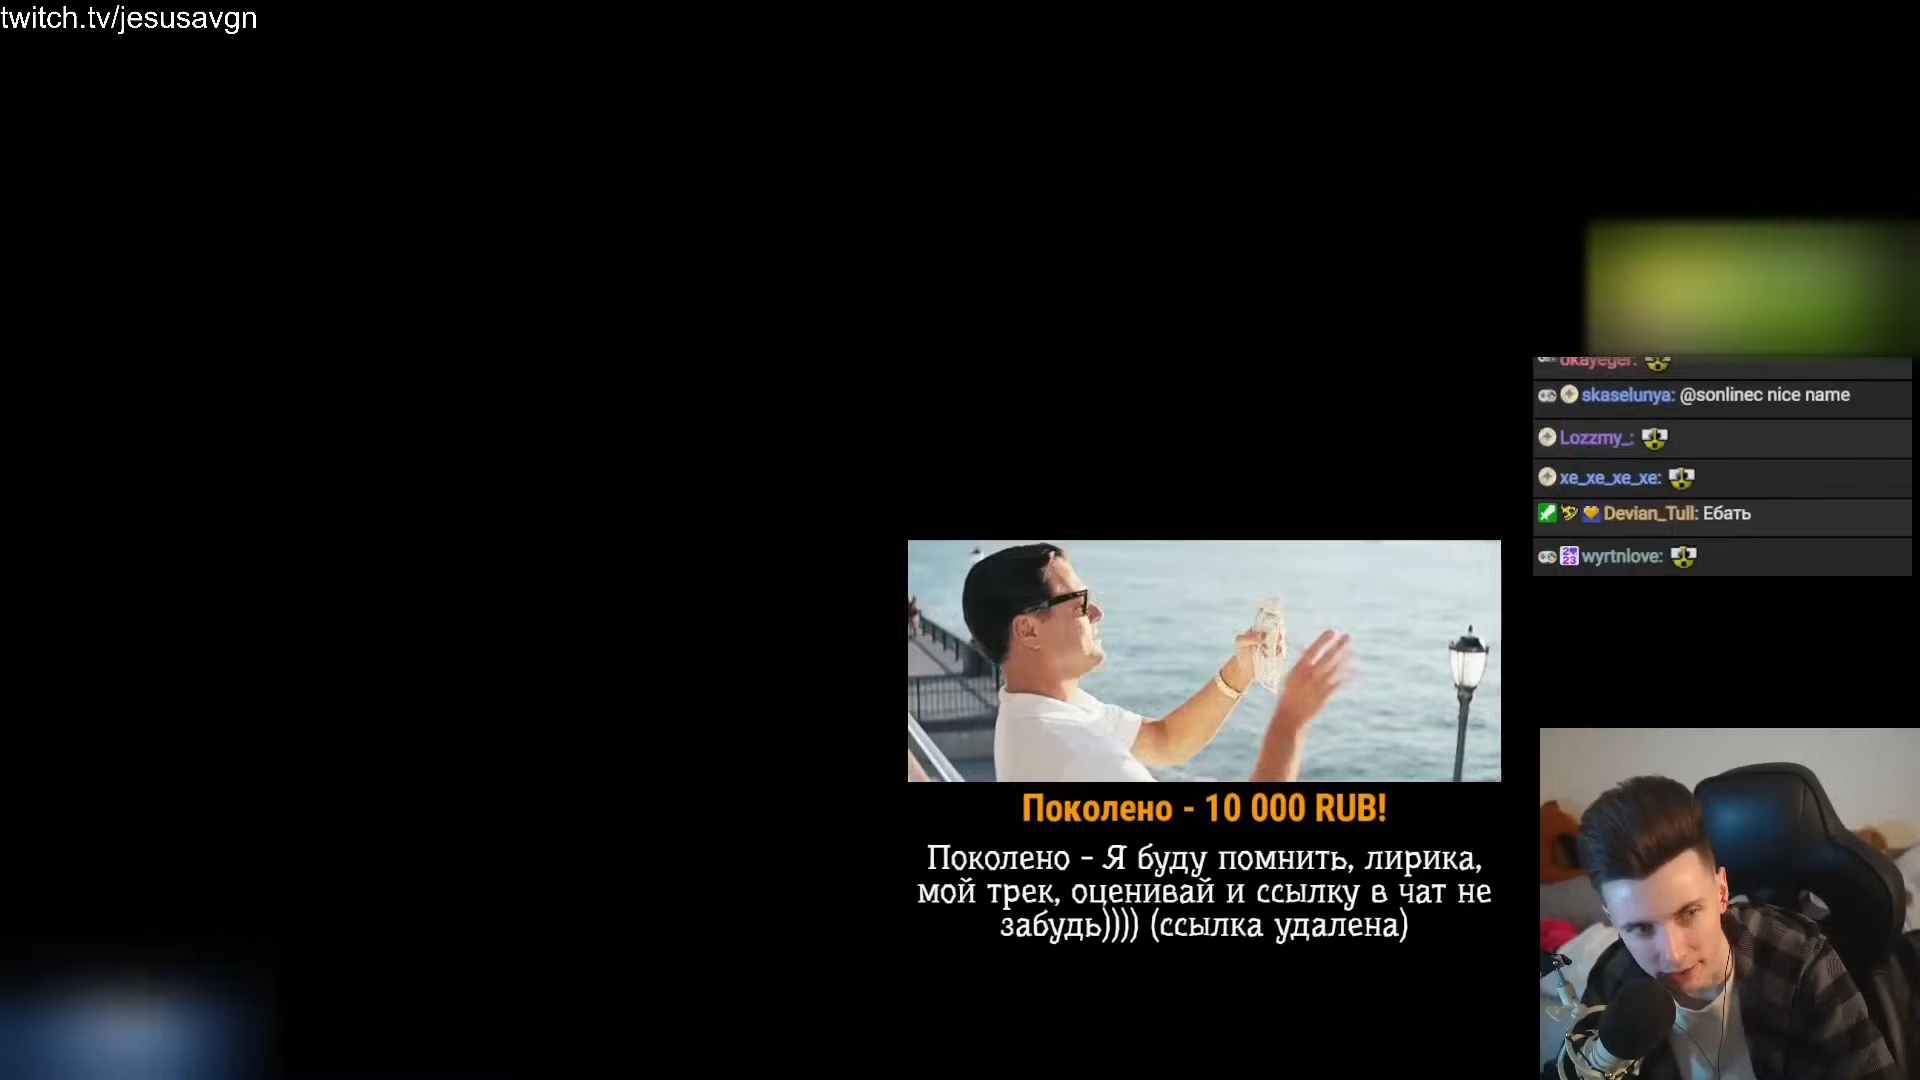 twitch.tv/jesusavgn
okayeger:
skaselunya: @sonlinec nice name
Lozzmy_:
xe_xe_xe_xe:
Devian_Tull: Ебать
wyrtnlove:
Поколено - 10 000 RUB!
Поколено - Я буду помнить, лирика,
мой трек, оценивай и ссылку в чат не
забудь)))) (ссылка удалена)